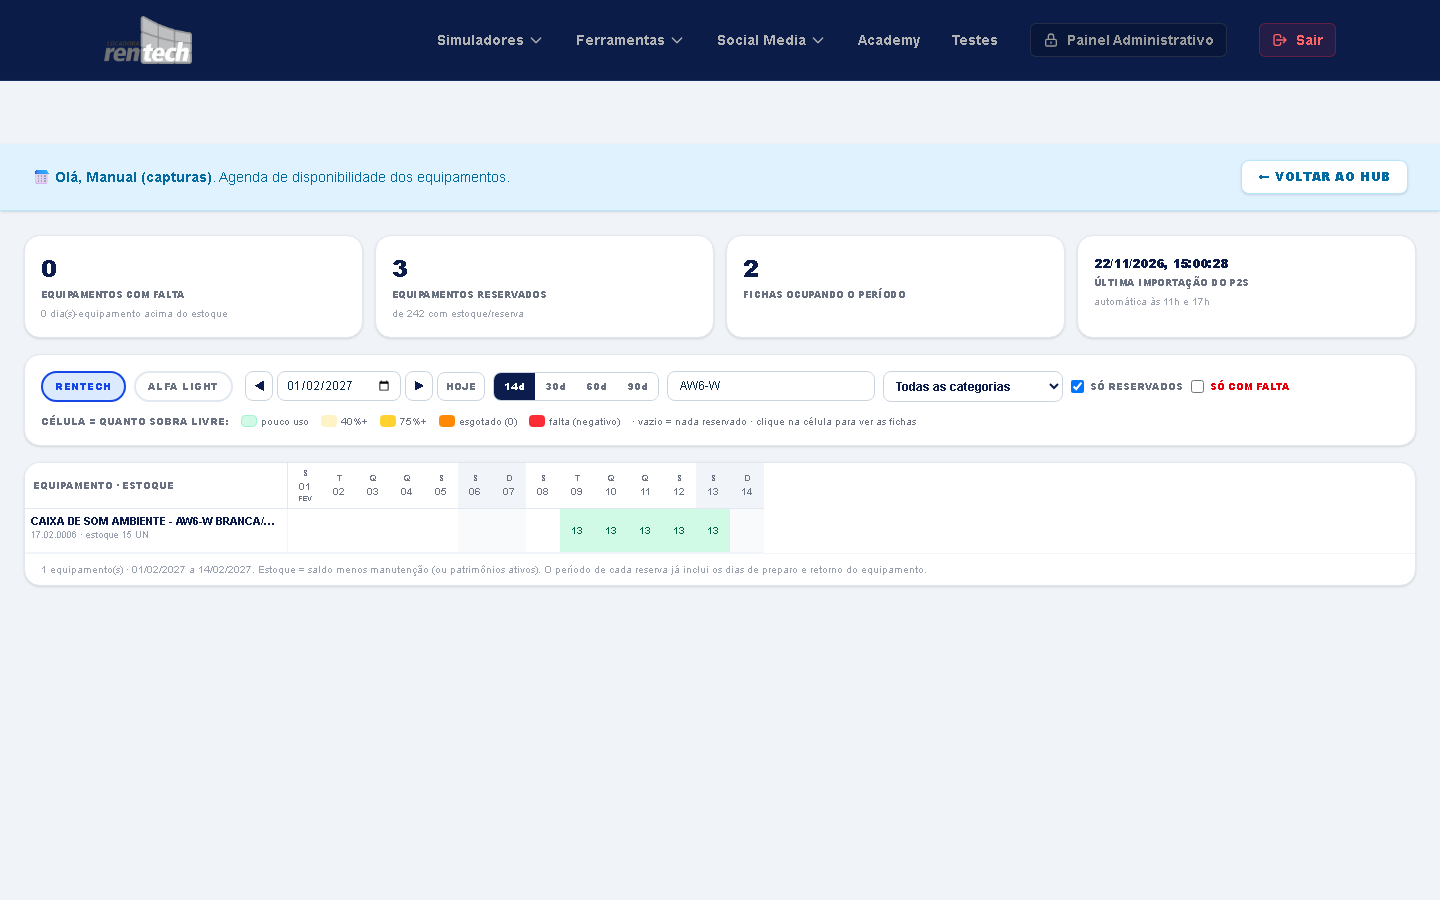 rentech
Simuladores
Ferramentas
Social Media
Academy
Testes
Painel Administrativo
Sair
Olá, Manual (capturas). Agenda de disponibilidade dos equipamentos.
← VOLTAR AO HUB
0
EQUIPAMENTOS COM FALTA
0 dia(s)-equipamento acima do estoque
3
EQUIPAMENTOS RESERVADOS
de 242 com estoque/reserva
2
FICHAS OCUPANDO O PERÍODO
22/11/2026, 15:00:28
ÚLTIMA IMPORTAÇÃO DO P2S
automática às 11h e 17h
RENTECH
ALFA LIGHT
◀
01/02/2027
▶
HOJE
14d 30d 60d 90d
AW6-W
Todas as categorias
SÓ RESERVADOS
SÓ COM FALTA
CÉLULA = QUANTO SOBRA LIVRE: pouco uso 40%+ 75%+ esgotado (0) falta (negativo) · vazio = nada reservado · clique na célula para ver as fichas
EQUIPAMENTO · ESTOQUE
S T Q Q S S D S T Q Q S S D
01 02 03 04 05 06 07 08 09 10 11 12 13 14
FEV
CAIXA DE SOM AMBIENTE - AW6-W BRANCA/...
17.02.0006 · estoque 15 UN
13 13 13 13 13
1 equipamento(s) · 01/02/2027 a 14/02/2027. Estoque = saldo menos manutenção (ou patrimônios ativos). O período de cada reserva já inclui os dias de preparo e retorno do equipamento.